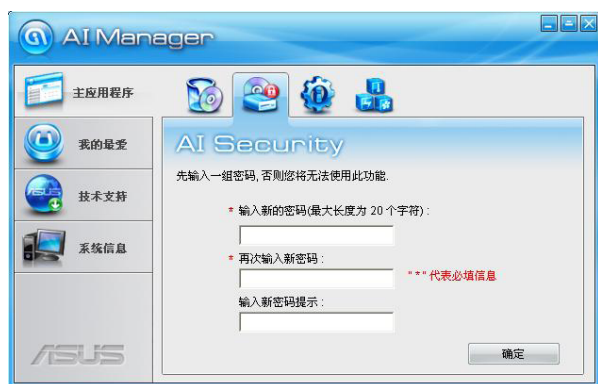 AI Manager
主应用程序
我的最爱
技术支持
系统信息
ASUS
AI Security
先输入一组密码, 否则您将无法使用此功能.
* 输入新的密码(最大长度为 20 个字符) :
* 再次输入新密码 :
"*"代表必填信息
输入新密码提示 :
确定